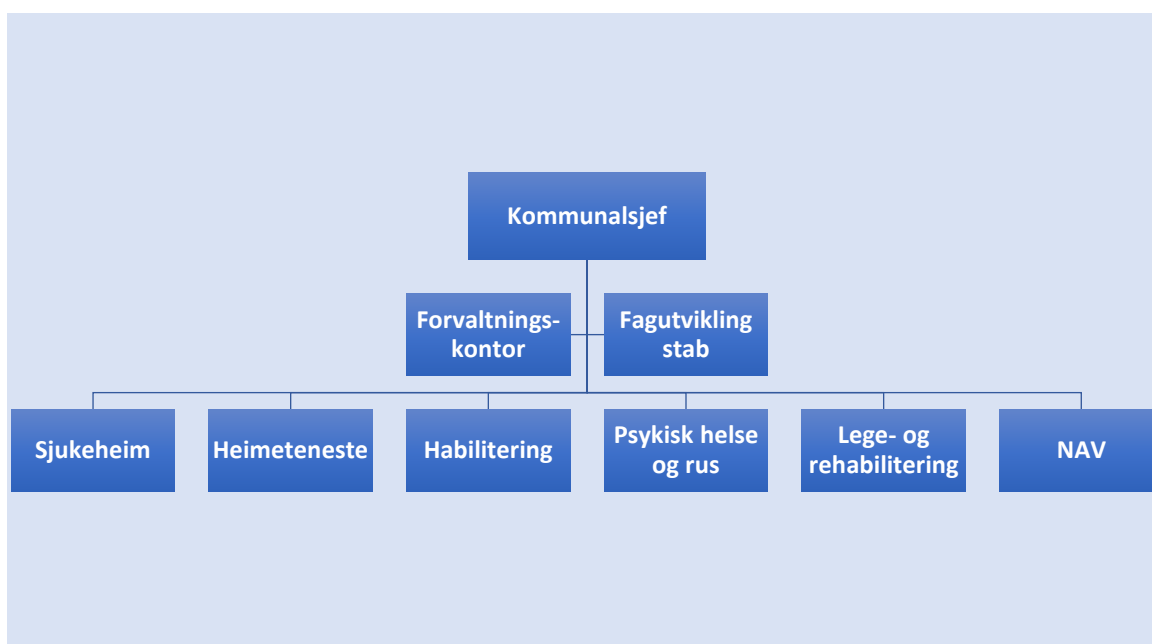 Kommunalsjef
Forvaltnings-
kontor
Fagutvikling
stab
Sjukeheim
Heimeteneste
Habilitering
Psykisk helse
og rus
Lege- og
rehabilitering
NAV